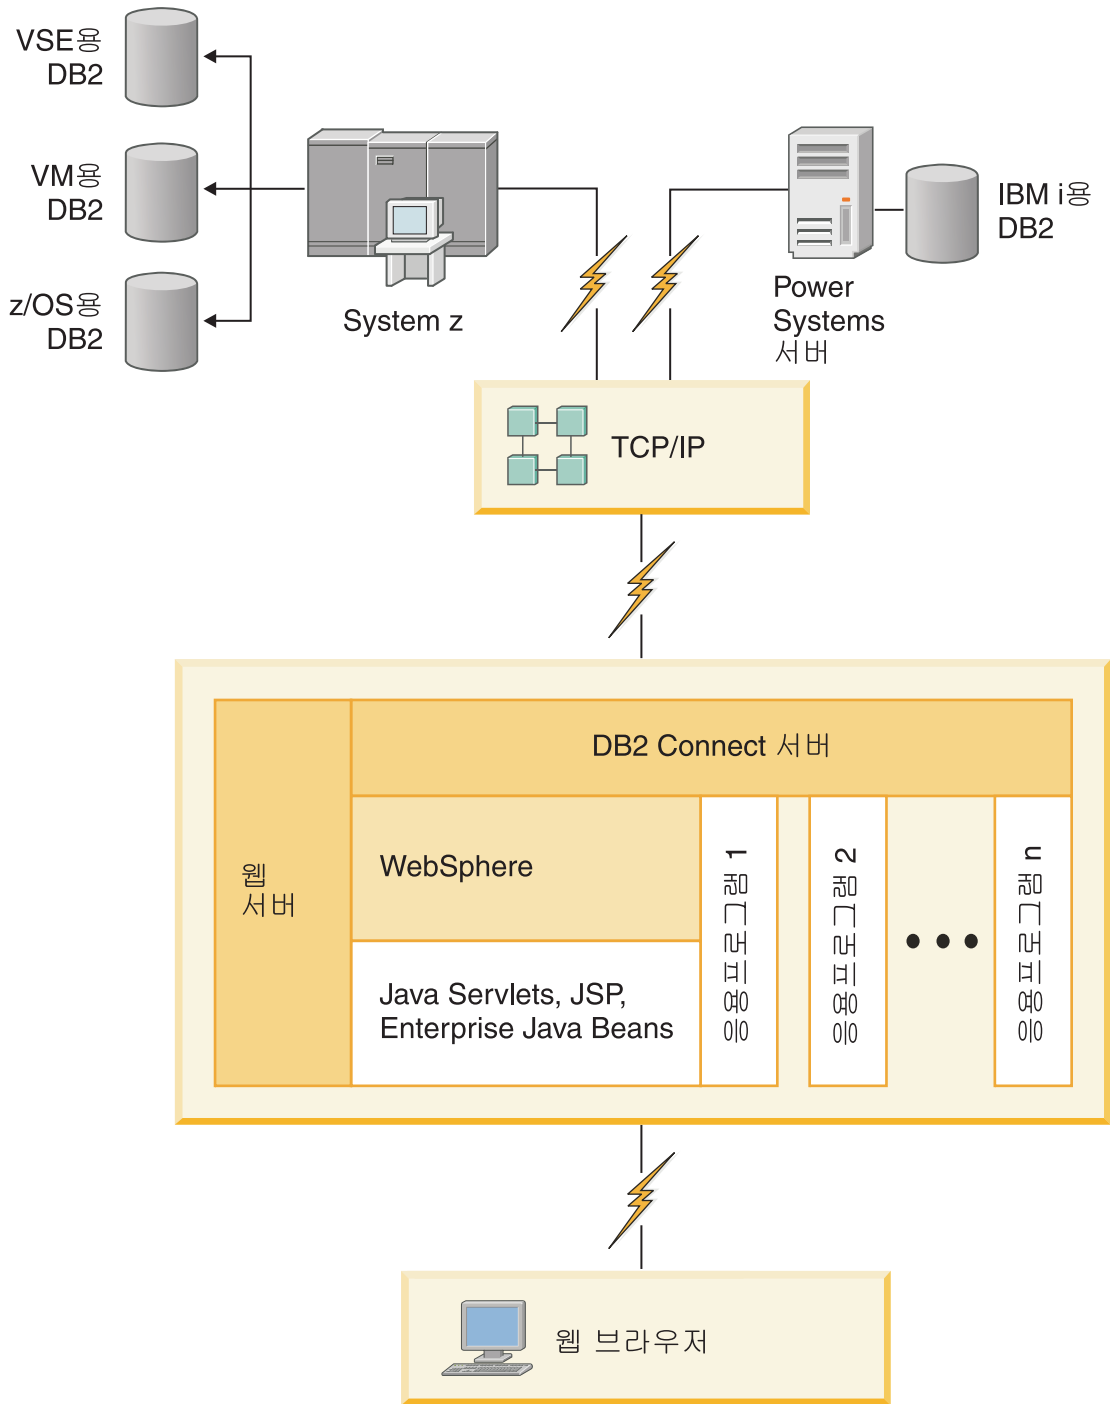 VSE용
DB2
VM용
DB2
z/OS용
DB2
System z
Power
Systems
서버
IBM i용
DB2
TCP/IP
DB2 Connect 서버
웹
서버
WebSphere
Java Servlets, JSP,
Enterprise Java Beans
응용프로그램 1
응용프로그램 2
응용프로그램 n
웹 브라우저